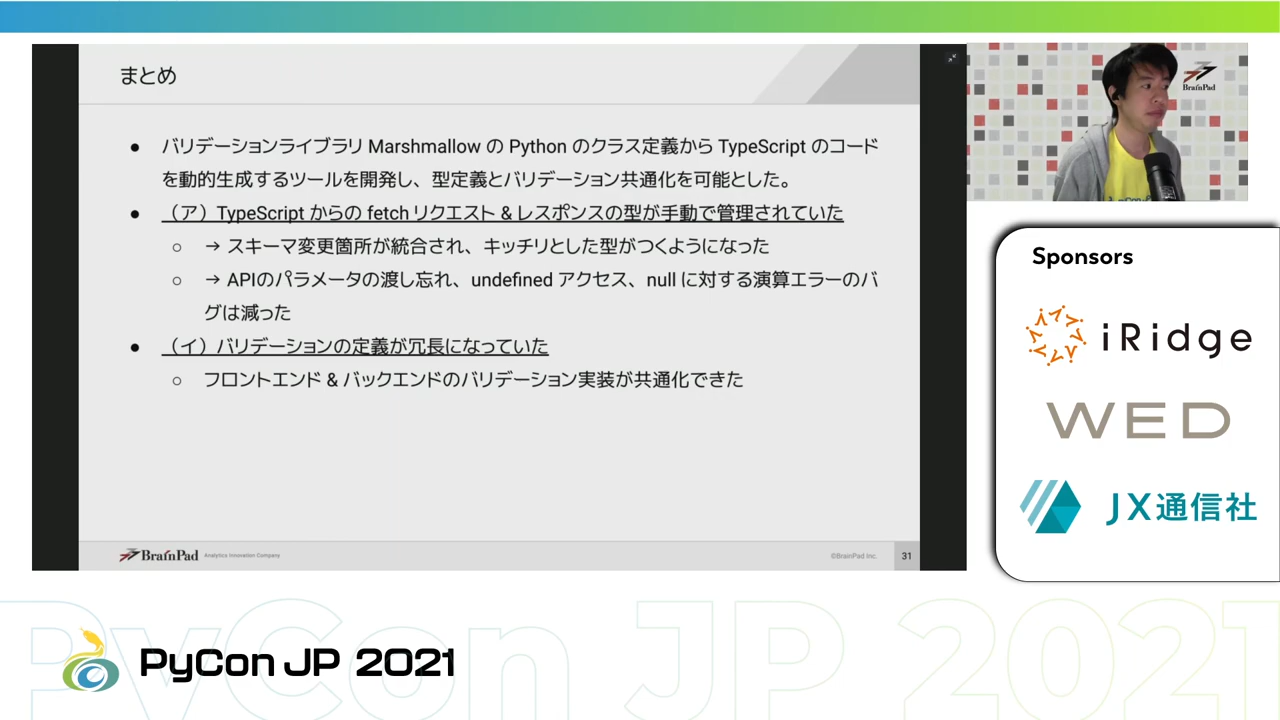 まとめ
● バリデーションライブラリ Marshmallow の Python のクラス定義から TypeScript のコード
を動的生成するツールを開発し、型定義とバリデーション共通化を可能とした。
● （ア）TypeScript からの fetch リクエスト & レスポンスの型が手動で管理されていた
○ → スキーマ変更箇所が統合され、キッチリとした型がつくようになった
○ → APIのパラメータの渡し忘れ、undefined アクセス、null に対する演算エラーのバ
グは減った
● （イ）バリデーションの定義が冗長になっていた
○ フロントエンド & バックエンドのバリデーション実装が共通化できた
BrainPad Analytics Innovation Company
©BrainPad Inc.
31
BrainPad
Sponsors
iRidge
WED
JX通信社
PyCon JP 2021
PyCon JP 2021